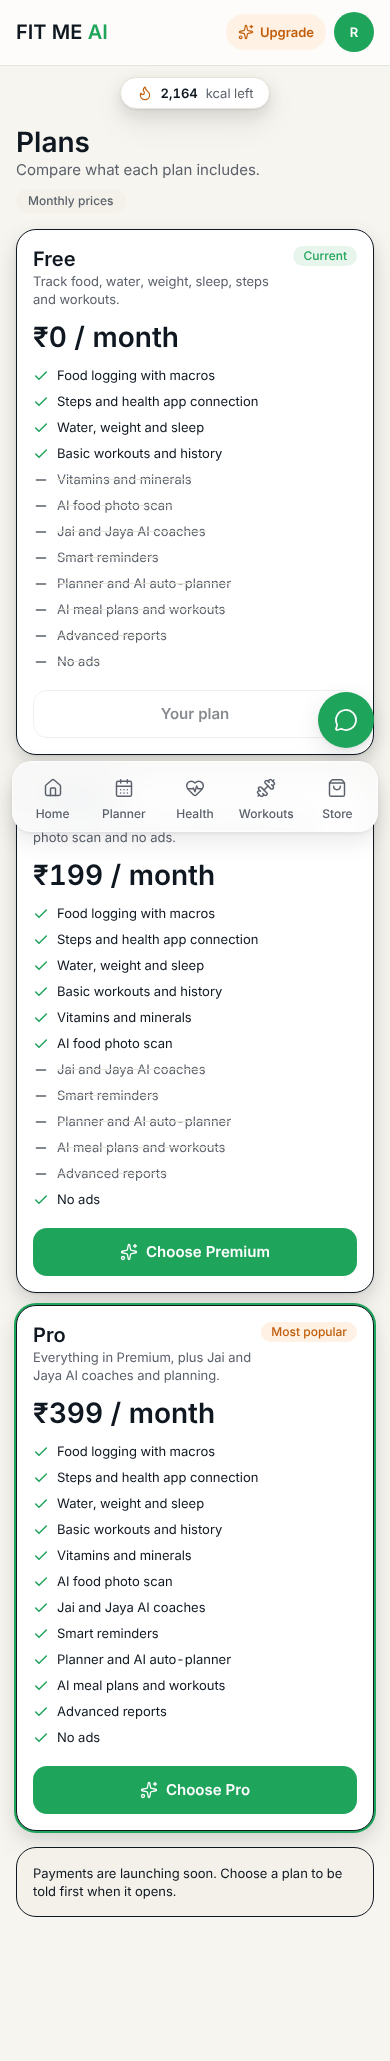 FIT ME AI
Upgrade
R
2,164 kcal left
Plans
Compare what each plan includes.
Monthly prices
Free
Current
Track food, water, weight, sleep, steps
and workouts.
₹0 / month
Food logging with macros
Steps and health app connection
Water, weight and sleep
Basic workouts and history
Vitamins and minerals
AI food photo scan
Jai and Jaya AI coaches
Smart reminders
Planner and AI auto-planner
AI meal plans and workouts
Advanced reports
No ads
Your plan
Home
Planner
Health
Workouts
Store
photo scan and no ads.
₹199 / month
Food logging with macros
Steps and health app connection
Water, weight and sleep
Basic workouts and history
Vitamins and minerals
AI food photo scan
Jai and Jaya AI coaches
Smart reminders
Planner and AI auto-planner
AI meal plans and workouts
Advanced reports
No ads
Choose Premium
Pro
Most popular
Everything in Premium, plus Jai and
Jaya AI coaches and planning.
₹399 / month
Food logging with macros
Steps and health app connection
Water, weight and sleep
Basic workouts and history
Vitamins and minerals
AI food photo scan
Jai and Jaya AI coaches
Smart reminders
Planner and AI auto-planner
AI meal plans and workouts
Advanced reports
No ads
Choose Pro
Payments are launching soon. Choose a plan to be
told first when it opens.